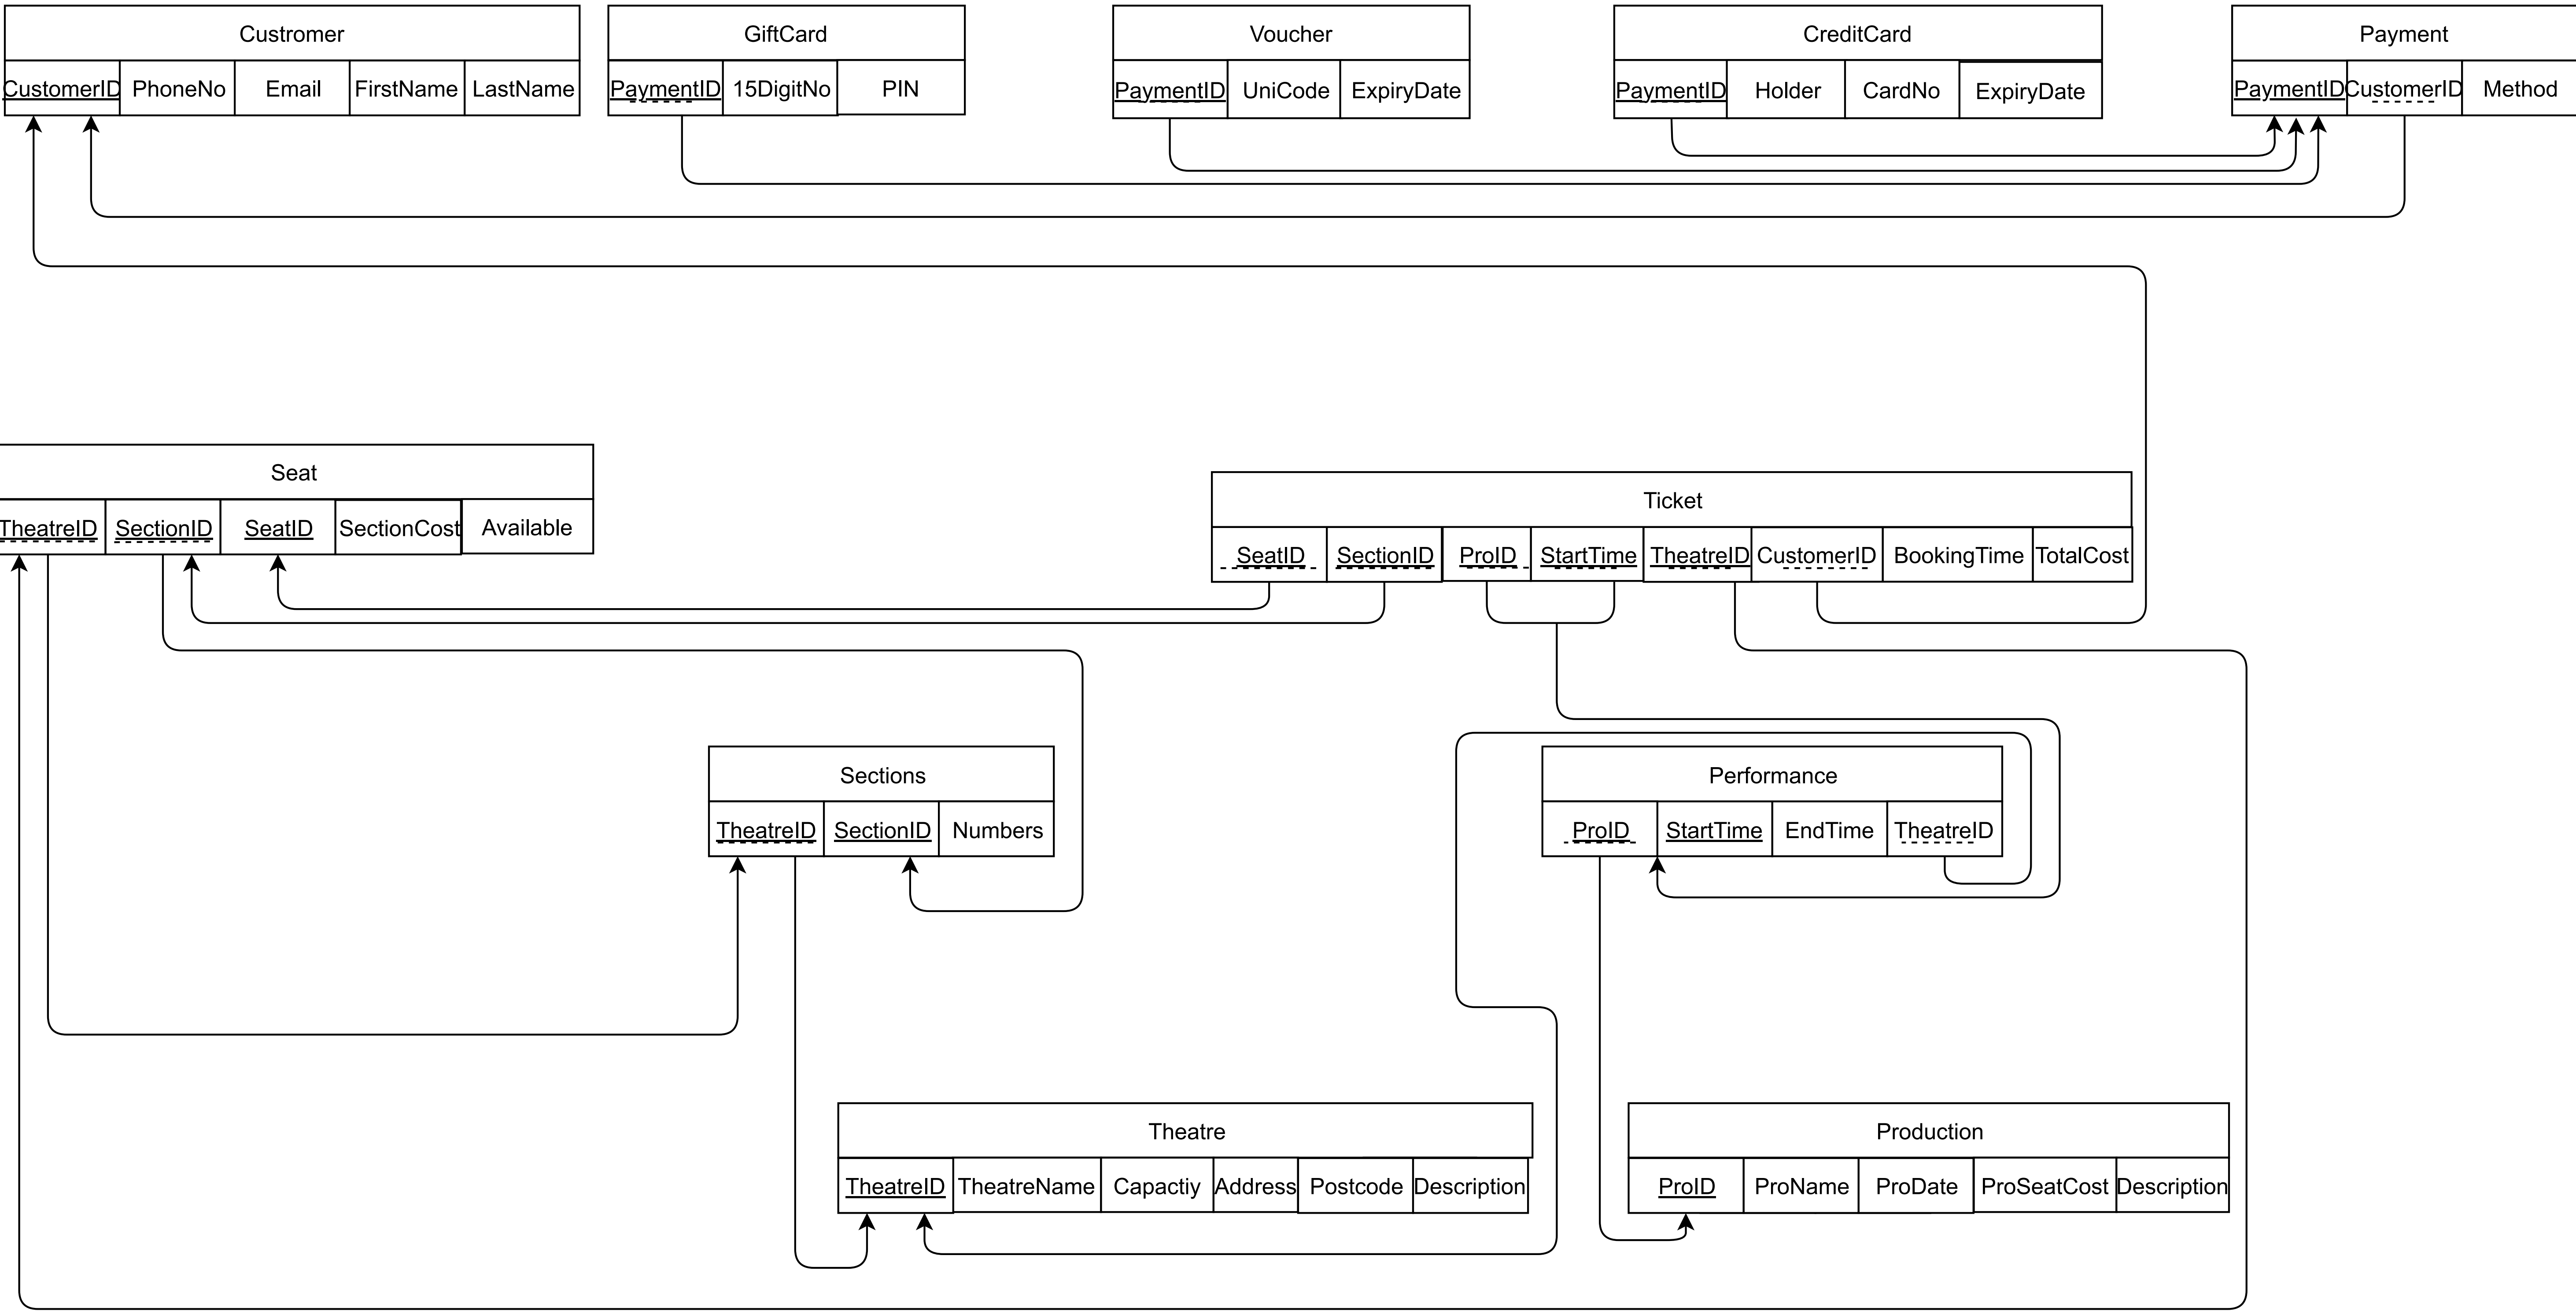 Custromer
CustomerID PhoneNo Email FirstName LastName
GiftCard
PaymentID 15DigitNo PIN
Voucher
PaymentID UniCode ExpiryDate
CreditCard
PaymentID Holder CardNo ExpiryDate
Payment
PaymentID CustomerID Method
Seat
TheatreID SectionID SeatID SectionCost Available
Ticket
SeatID SectionID ProID StartTime TheatreID CustomerID BookingTime TotalCost
Sections
TheatreID SectionID Numbers
Performance
ProID StartTime EndTime TheatreID
Theatre
TheatreID TheatreName Capactiy Address Postcode Description
Production
ProID ProName ProDate ProSeatCost Description